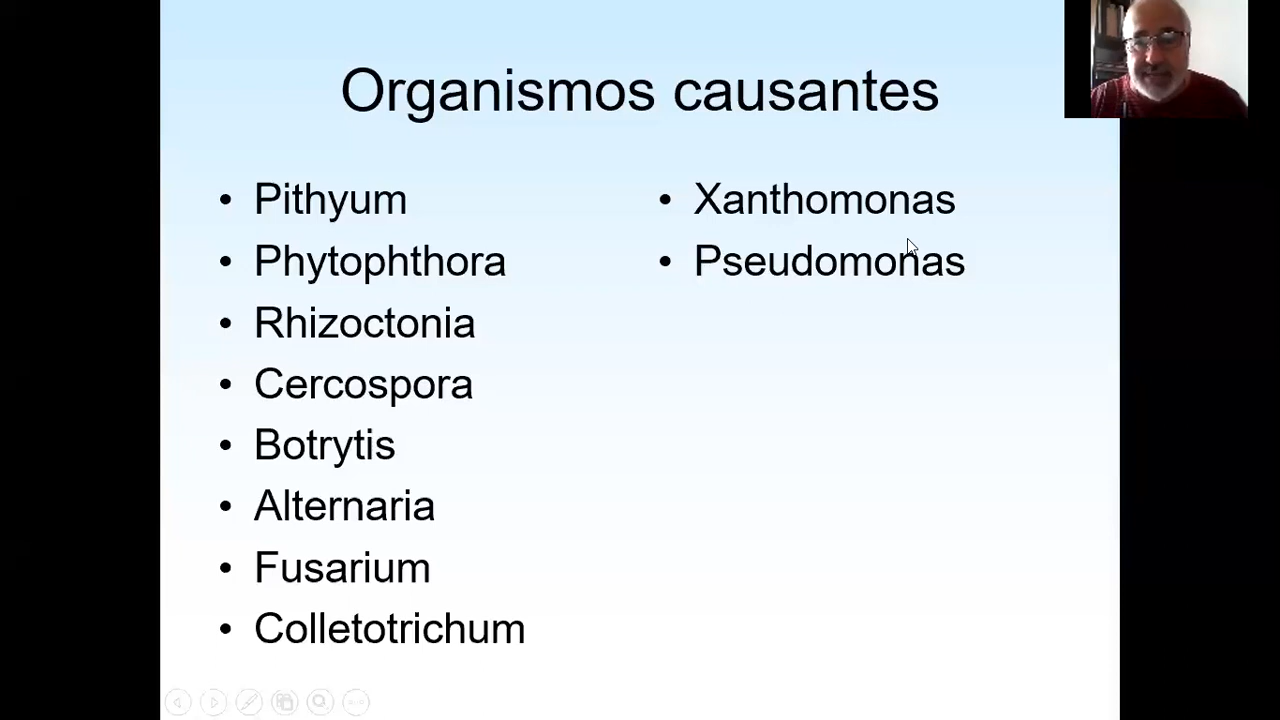 Organismos causantes
• Pithyum
• Phytophthora
• Rhizoctonia
• Cercospora
• Botrytis
• Alternaria
• Fusarium
• Colletotrichum
• Xanthomonas
• Pseudomonas